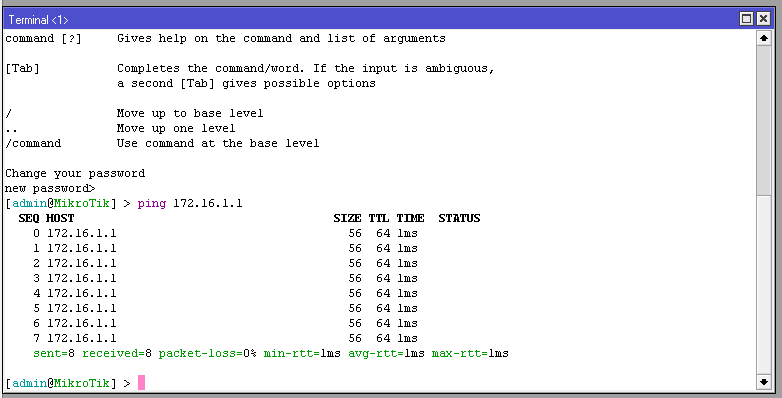 Terminal <1>
command [?]     Gives help on the command and list of arguments
[Tab]           Completes the command/word. If the input is ambiguous,
                a second [Tab] gives possible options
/               Move up to base level
..              Move up one level
/command        Use command at the base level
Change your password
new password>
[admin@MikroTik] > ping 172.16.1.1
  SEQ HOST                                     SIZE TTL TIME  STATUS
    0 172.16.1.1                                 56  64 1ms
    1 172.16.1.1                                 56  64 1ms
    2 172.16.1.1                                 56  64 1ms
    3 172.16.1.1                                 56  64 1ms
    4 172.16.1.1                                 56  64 1ms
    5 172.16.1.1                                 56  64 1ms
    6 172.16.1.1                                 56  64 1ms
    7 172.16.1.1                                 56  64 1ms
    sent=8 received=8 packet-loss=0% min-rtt=1ms avg-rtt=1ms max-rtt=1ms
[admin@MikroTik] >